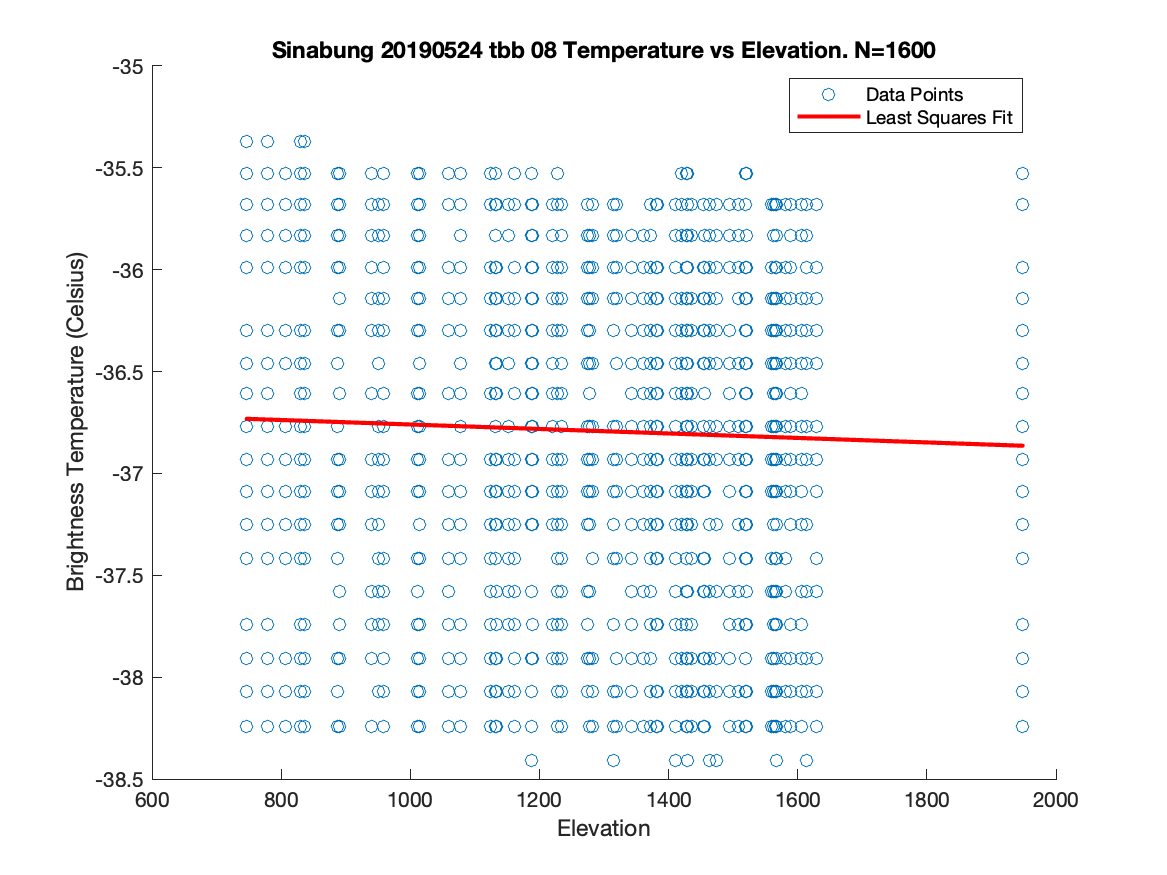 Sinabung 20190524 tbb 08 Temperature vs Elevation. N=1600
Data Points
Least Squares Fit
-35
-35.5
-36
-36.5
-37
-37.5
-38
-38.5
Brightness Temperature (Celsius)
600 800 1000 1200 1400 1600 1800 2000
Elevation